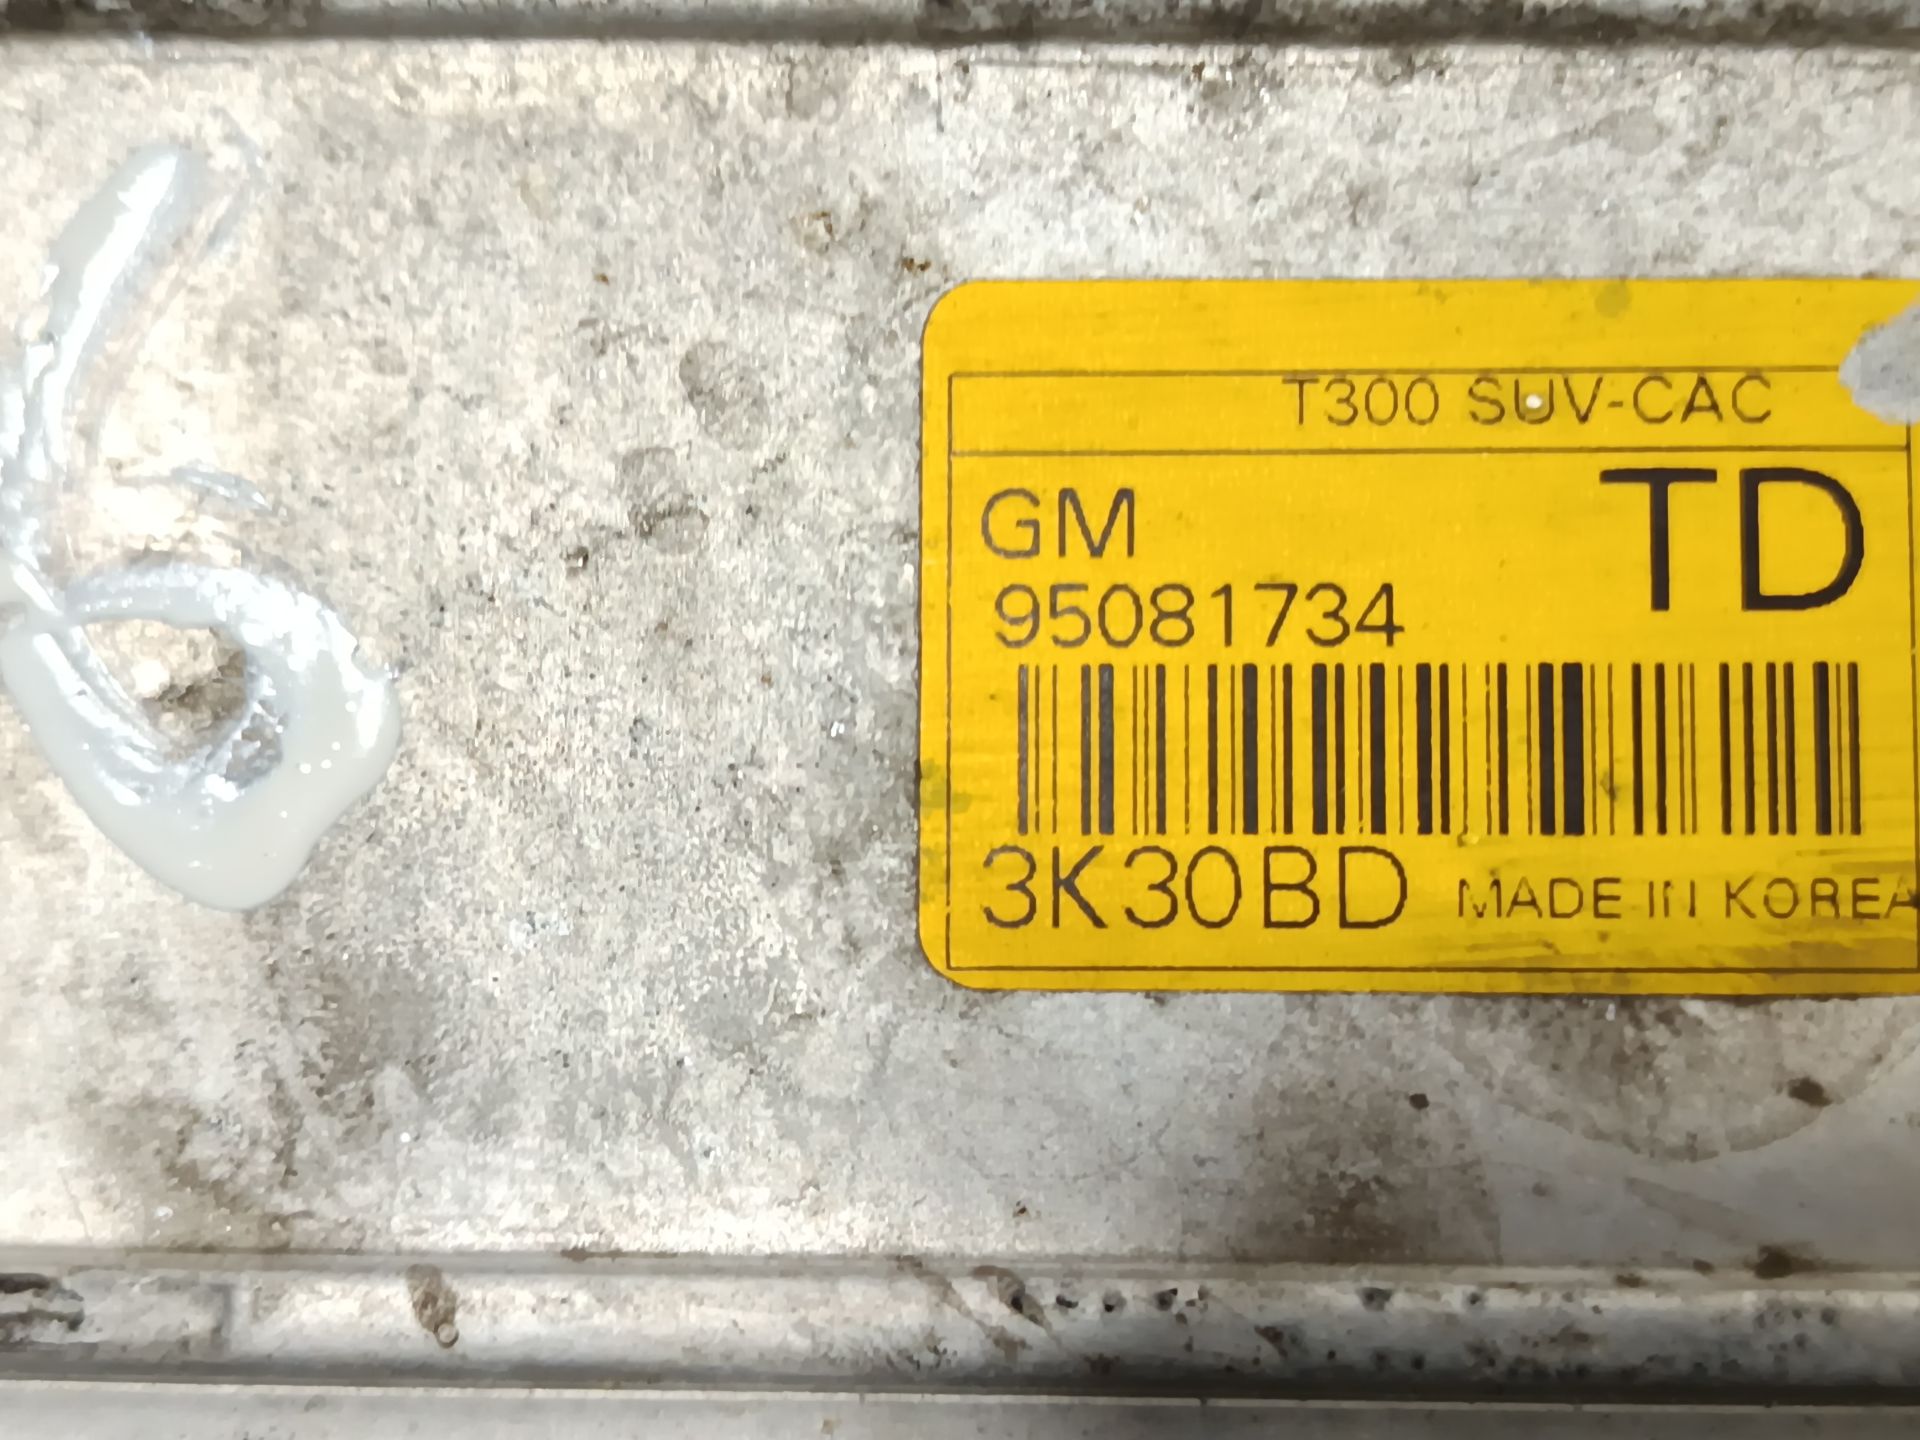 T300 SUV-CAC
GM
TD
95081734
3K30BD
MADE IN KOREA